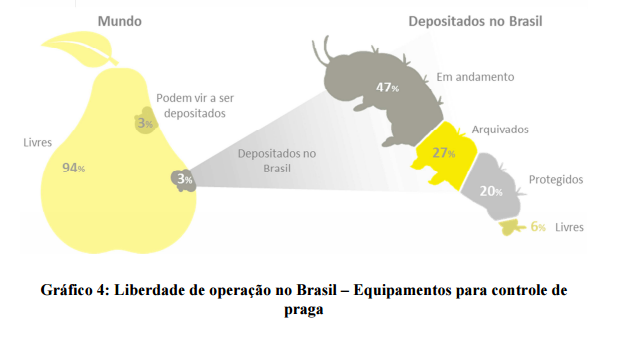 Mundo
Depositados no Brasil
Em andamento
47%
Podem vir a ser
depositados
3%
Livres
94%
3%
Depositados no
Brasil
Arquivados
27%
Protegidos
20%
6% Livres
Gráfico 4: Liberdade de operação no Brasil – Equipamentos para controle de
praga